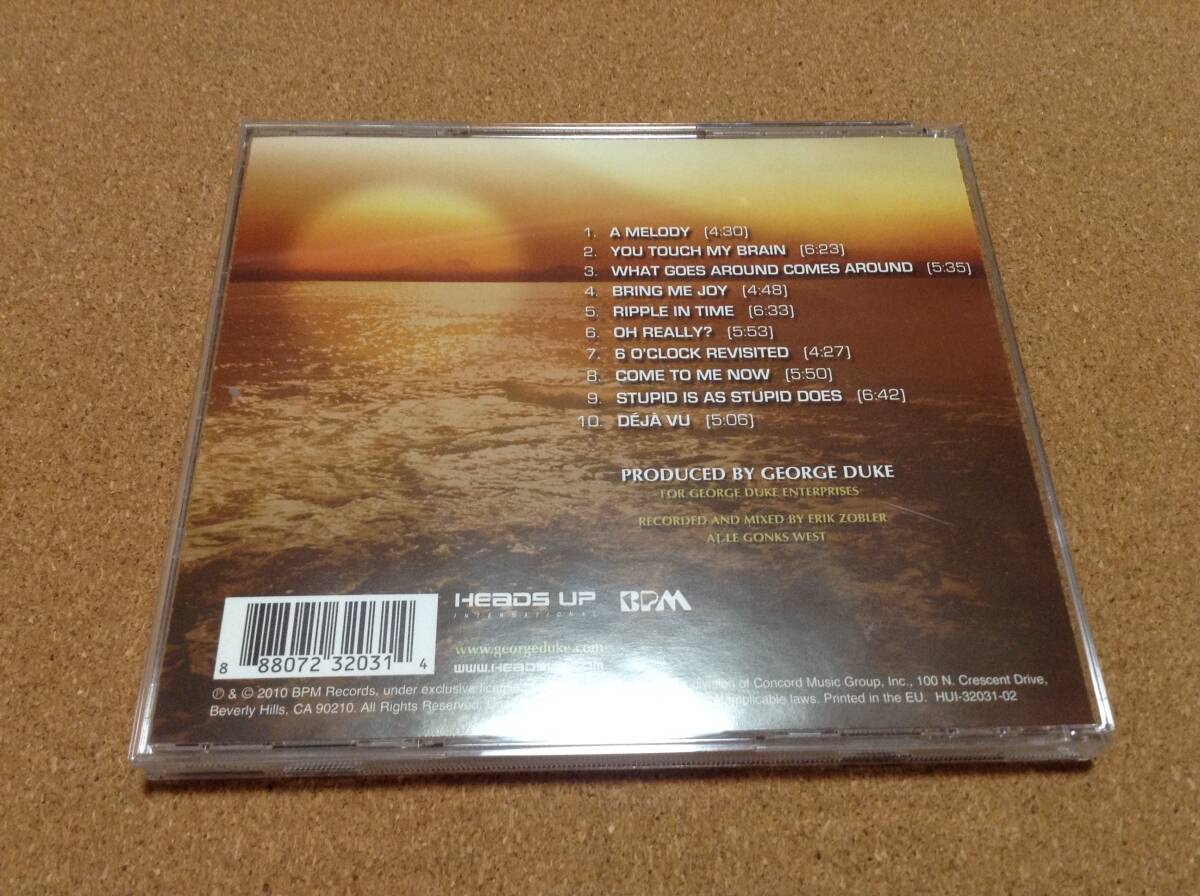 1. A MELODY (4:30)
2. YOU TOUCH MY BRAIN (6:23)
3. WHAT GOES AROUND COMES AROUND (5:35)
4. BRING ME JOY (4:48)
5. RIPPLE IN TIME (6:33)
6. OH REALLY? (5:53)
7. 6 O'CLOCK REVISITED (4:27)
8. COME TO ME NOW (5:50)
9. STUPID IS AS STUPID DOES (6:42)
10. DÉJÀ VU (5:06)
PRODUCED BY GEORGE DUKE
FOR GEORGE DUKE ENTERPRISES
RECORDED AND MIXED BY ERIK ZOBLER
AT LE GONKS WEST
HEADS UP BPM
INTERNATIONAL
www.georgeduke.com
www.HEADSUP.COM
8 88072 32031 4
℗ & © 2010 BPM Records, under exclusive division of Concord Music Group, Inc., 100 N. Crescent Drive,
Beverly Hills, CA 90210. All Rights Reserved. applicable laws. Printed in the EU. HUI-32031-02